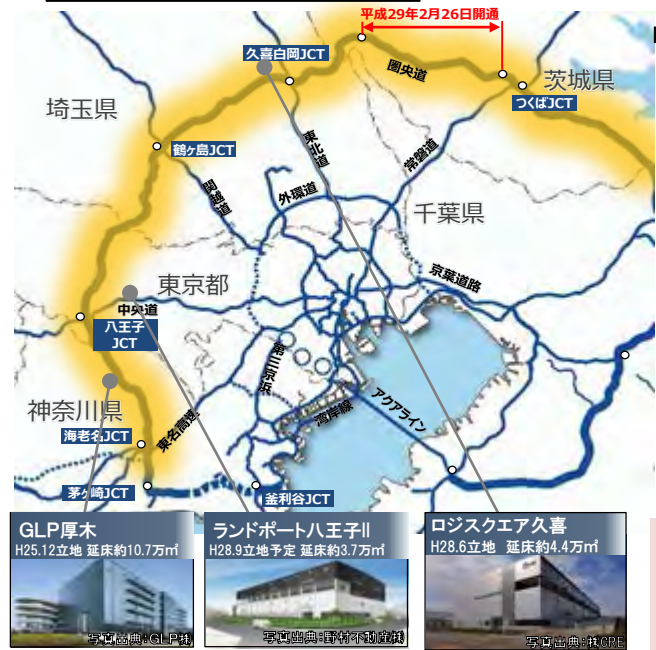 平成29年2月26日開通
久喜白岡JCT
圏央道
茨城県
つくばJCT
埼玉県
鶴ヶ島JCT
東北道
常磐道
関越道
外環道
千葉県
京葉道路
東京都
中央道
八王子
JCT
第三京浜
アクアライン
湾岸線
神奈川県
東名高速
海老名JCT
茅ヶ崎JCT
釜利谷JCT
GLP厚木
H25.12立地 延床約10.7万㎡
写真出典:GLP㈱
ランドポート八王子Ⅱ
H28.9立地予定 延床約3.7万㎡
写真出典:野村不動産㈱
ロジスクエア久喜
H28.6立地 延床約4.4万㎡
写真出典:㈱CRE